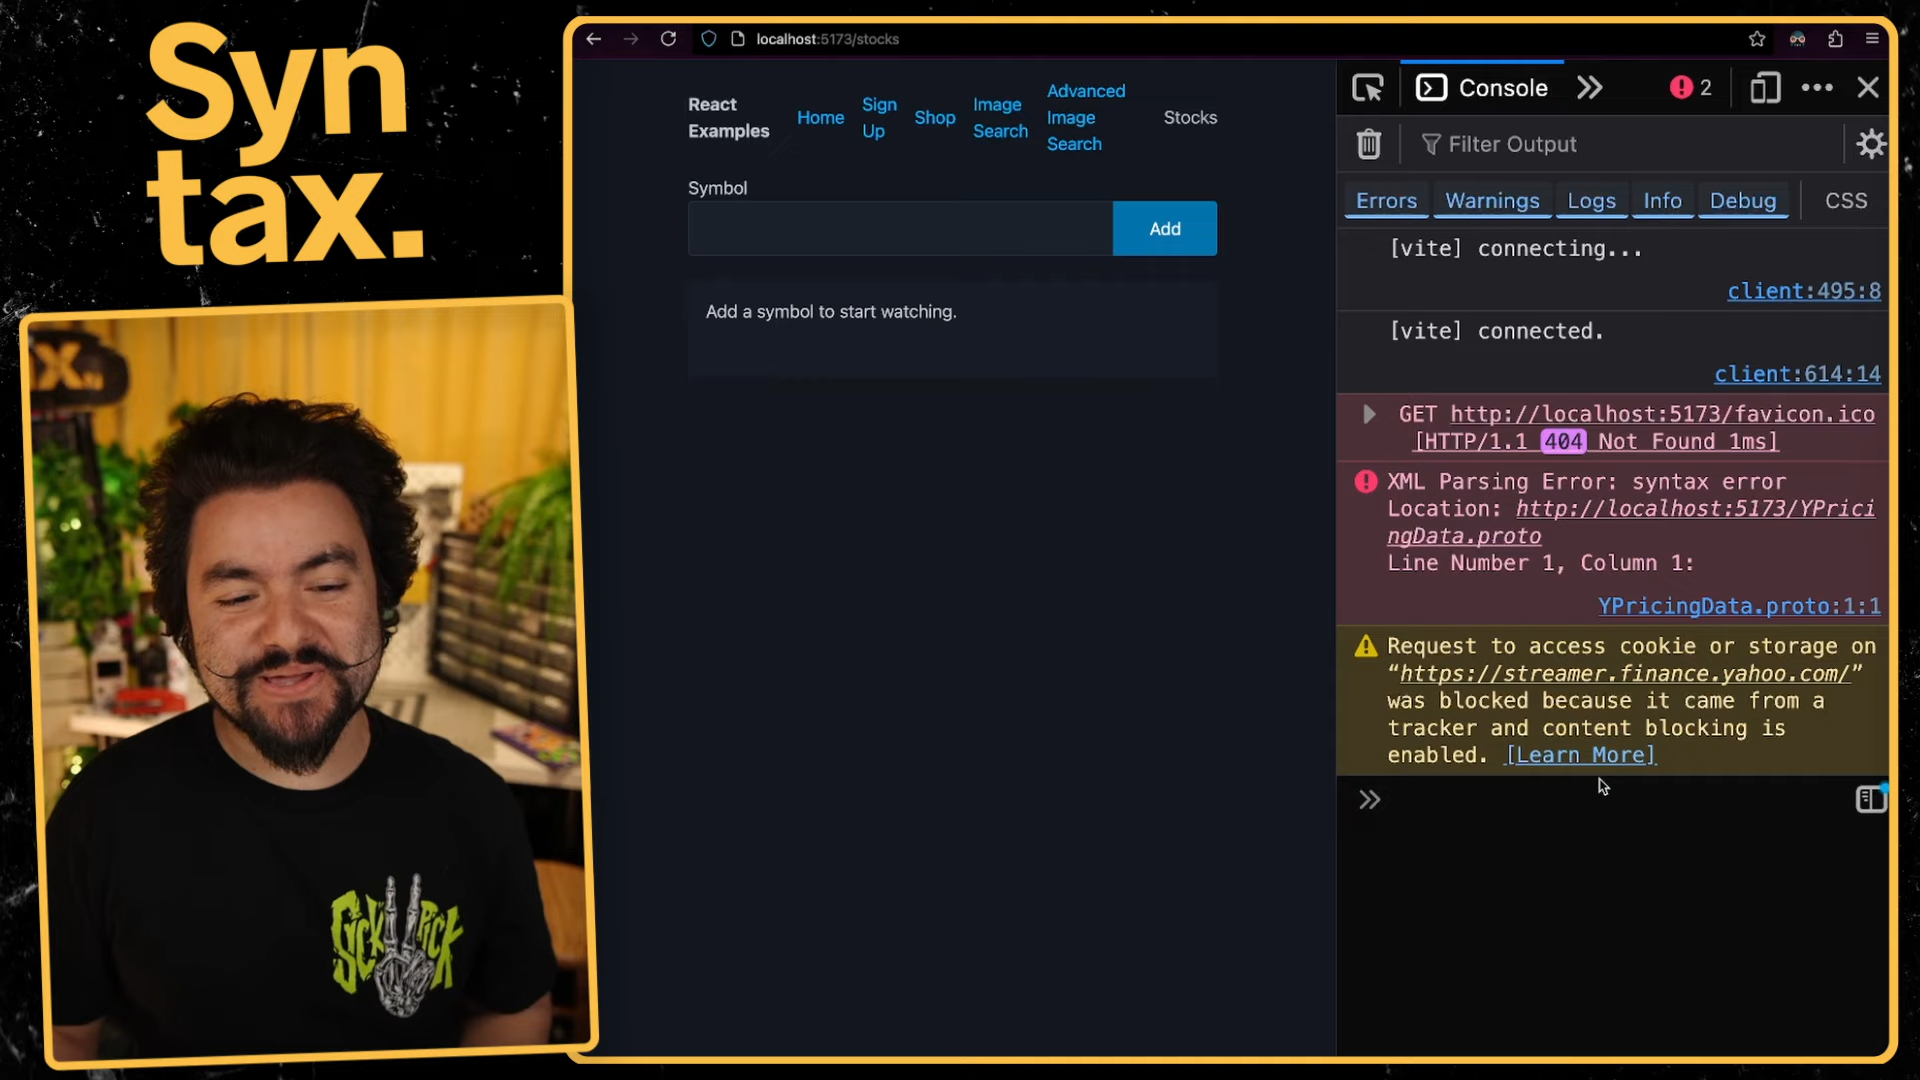 Syn
tax.
X.
SICK PICK
localhost:5173/stocks
React
Examples
Home
Sign
Up
Shop
Image
Search
Advanced
Image
Search
Stocks
Symbol
Add
Add a symbol to start watching.
Console
2
Filter Output
Errors
Warnings
Logs
Info
Debug
CSS
[vite] connecting...
client:495:8
[vite] connected.
client:614:14
GET http://localhost:5173/favicon.ico
[HTTP/1.1 404 Not Found 1ms]
XML Parsing Error: syntax error
Location: http://localhost:5173/YPrici
ngData.proto
Line Number 1, Column 1:
YPricingData.proto:1:1
Request to access cookie or storage on
“https://streamer.finance.yahoo.com/”
was blocked because it came from a
tracker and content blocking is
enabled. [Learn More]